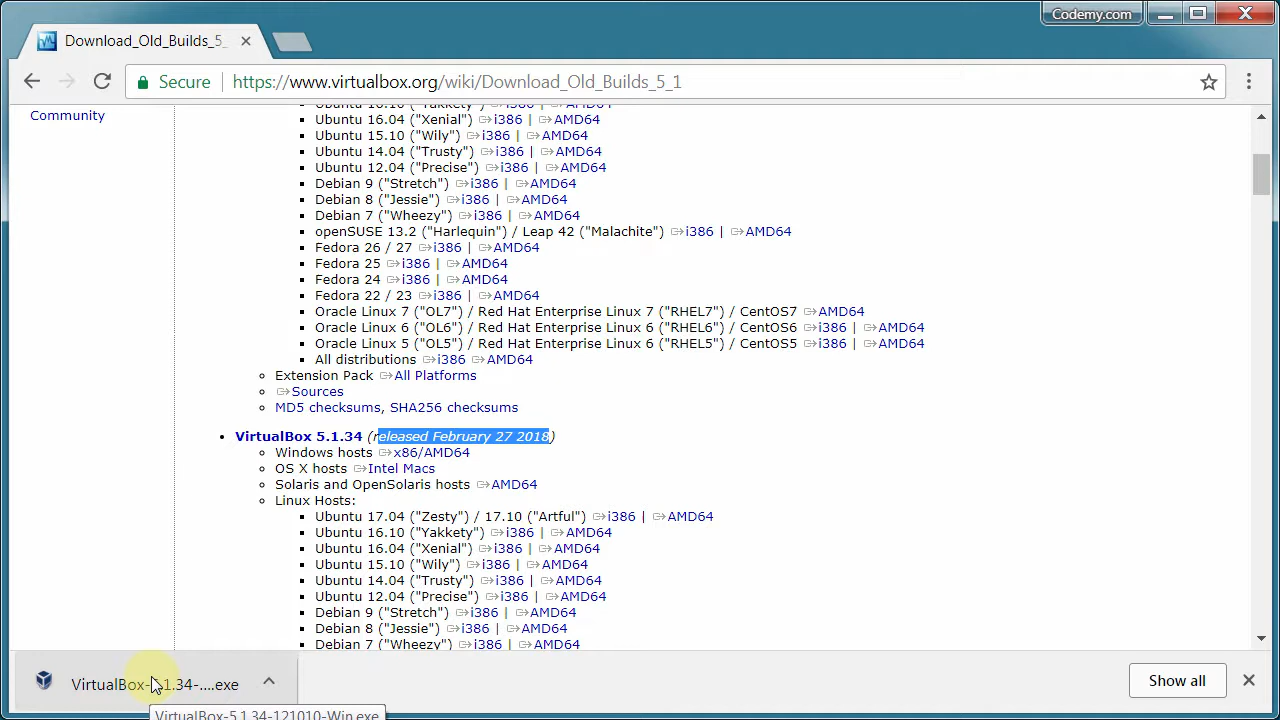 Codemy.com
Download_Old_Builds_5_
Secure
https://www.virtualbox.org/wiki/Download_Old_Builds_5_1
Community
Ubuntu 16.10 ("Yakkety") i386 | AMD64
Ubuntu 16.04 ("Xenial") i386 | AMD64
Ubuntu 15.10 ("Wily") i386 | AMD64
Ubuntu 14.04 ("Trusty") i386 | AMD64
Ubuntu 12.04 ("Precise") i386 | AMD64
Debian 9 ("Stretch") i386 | AMD64
Debian 8 ("Jessie") i386 | AMD64
Debian 7 ("Wheezy") i386 | AMD64
openSUSE 13.2 ("Harlequin") / Leap 42 ("Malachite") i386 | AMD64
Fedora 26 / 27 i386 | AMD64
Fedora 25 i386 | AMD64
Fedora 24 i386 | AMD64
Fedora 22 / 23 i386 | AMD64
Oracle Linux 7 ("OL7") / Red Hat Enterprise Linux 7 ("RHEL7") / CentOS7 AMD64
Oracle Linux 6 ("OL6") / Red Hat Enterprise Linux 6 ("RHEL6") / CentOS6 i386 | AMD64
Oracle Linux 5 ("OL5") / Red Hat Enterprise Linux 6 ("RHEL5") / CentOS5 i386 | AMD64
All distributions i386 AMD64
Extension Pack All Platforms
Sources
MD5 checksums, SHA256 checksums
VirtualBox 5.1.34 (released February 27 2018)
Windows hosts x86/AMD64
OS X hosts Intel Macs
Solaris and OpenSolaris hosts AMD64
Linux Hosts:
Ubuntu 17.04 ("Zesty") / 17.10 ("Artful") i386 | AMD64
Ubuntu 16.10 ("Yakkety") i386 | AMD64
Ubuntu 16.04 ("Xenial") i386 | AMD64
Ubuntu 15.10 ("Wily") i386 | AMD64
Ubuntu 14.04 ("Trusty") i386 | AMD64
Ubuntu 12.04 ("Precise") i386 | AMD64
Debian 9 ("Stretch") i386 | AMD64
Debian 8 ("Jessie") i386 | AMD64
Debian 7 ("Wheezy") i386 | AMD64
VirtualBox-5.1.34-....exe
Show all
VirtualBox-5.1.34-121010-Win.exe